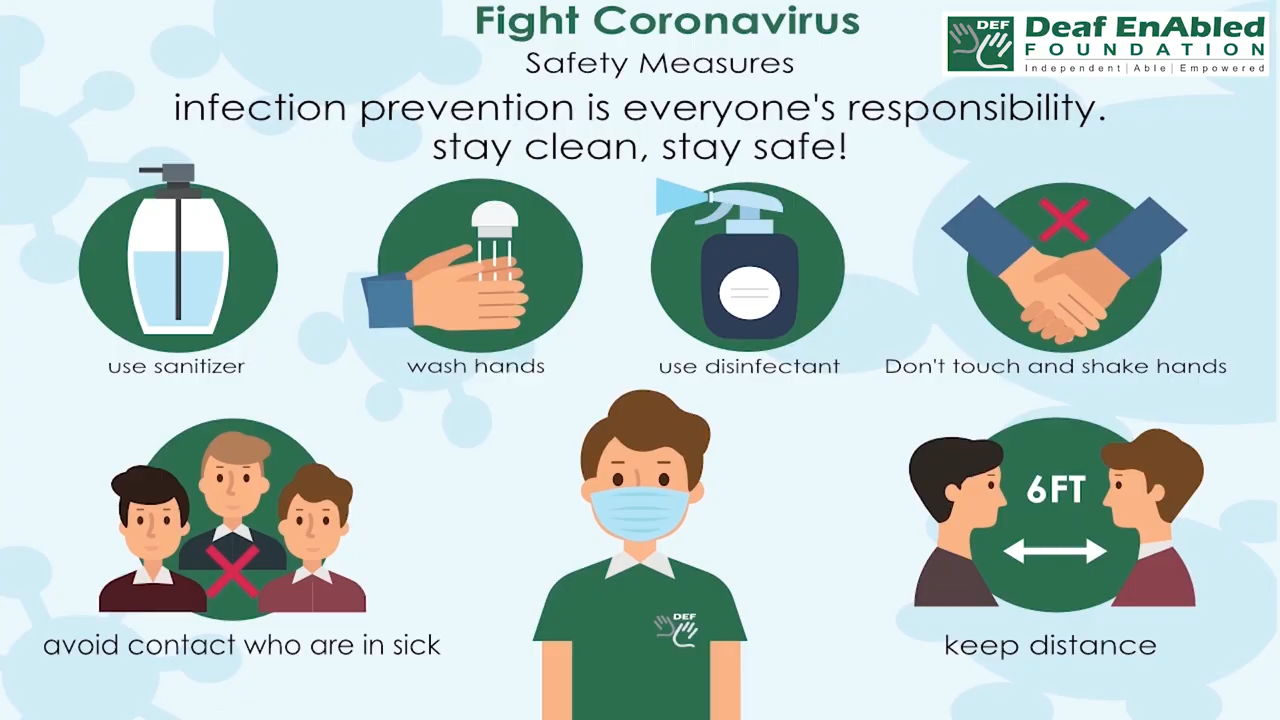 Fight Coronavirus
Safety Measures
DEF
Deaf EnAbled
FOUNDATION
Independent | Able | Empowered
infection prevention is everyone's responsibility.
stay clean, stay safe!
use sanitizer
wash hands
use disinfectant
Don't touch and shake hands
6FT
DEF
avoid contact who are in sick
keep distance